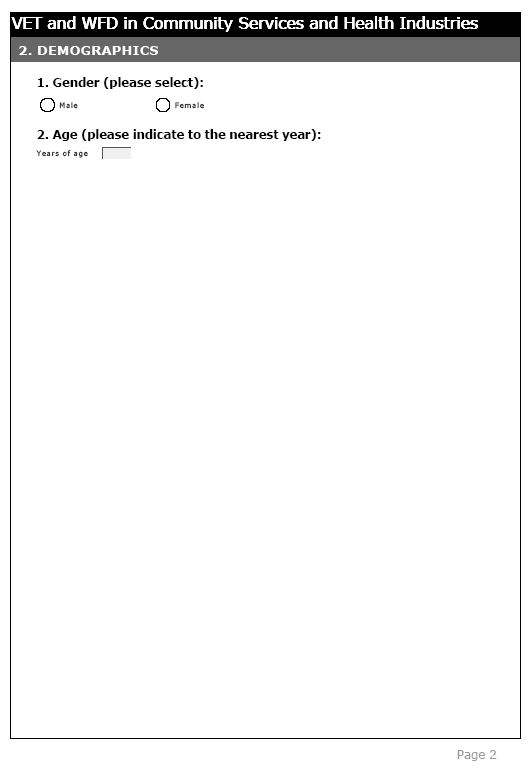 VET and WFD in Community Services and Health Industries
2. DEMOGRAPHICS
1. Gender (please select):
Male Female
2. Age (please indicate to the nearest year):
Years of age
Page 2